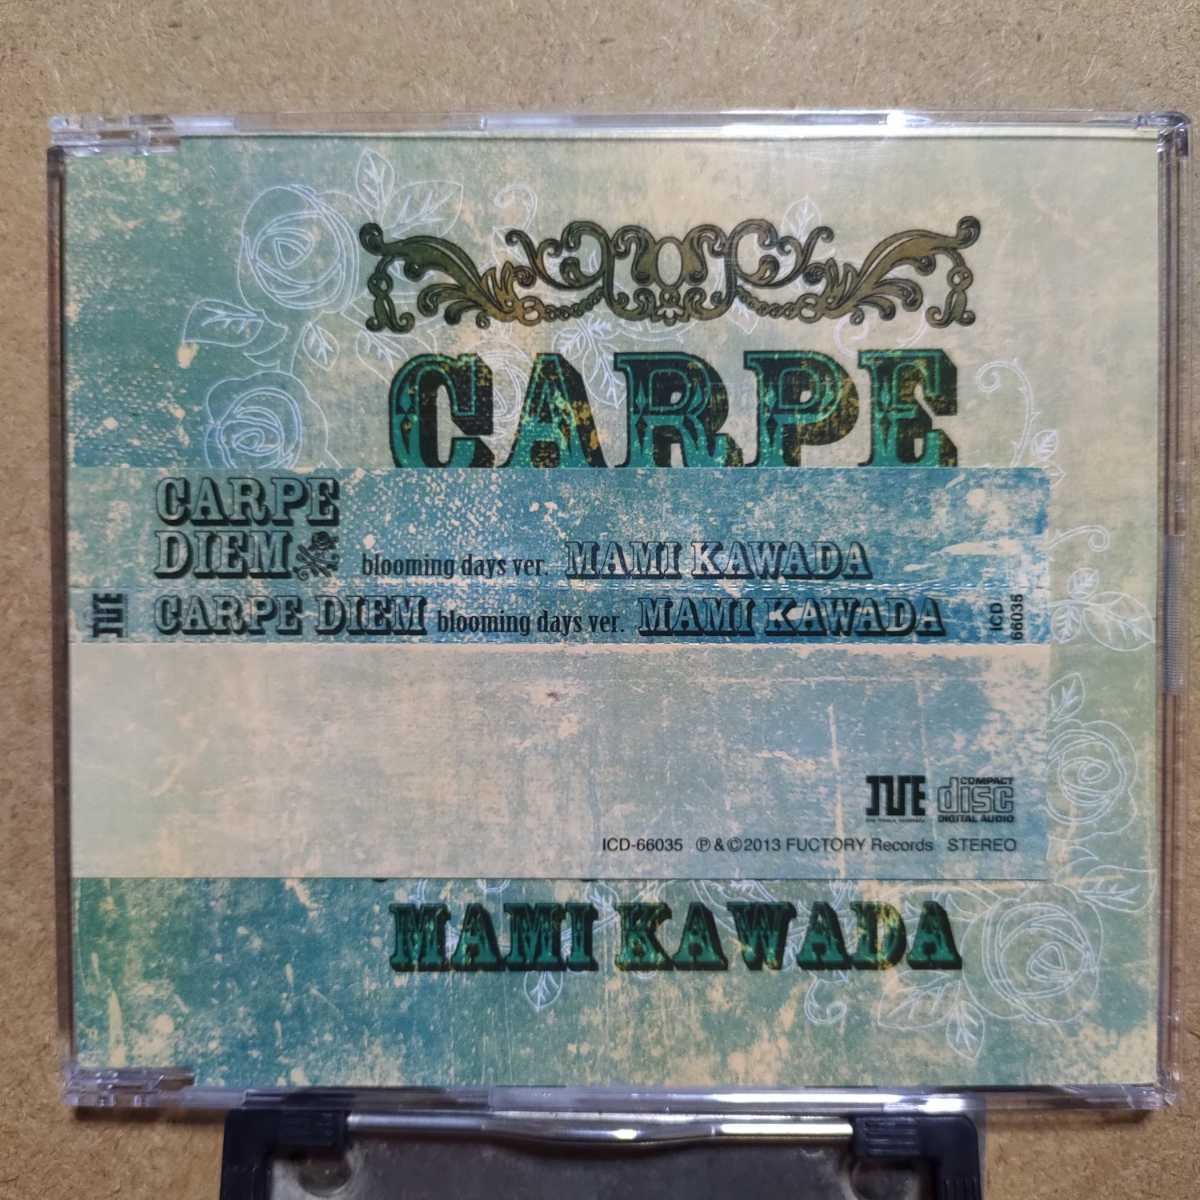 CARPE
CARPE
DIEM
blooming days ver. MAMI KAWADA
CARPE DIEM blooming days ver. MAMI KAWADA
ICD
66035
COMPACT
disc
DIGITAL AUDIO
ICD-66035 ℗&©2013 FUCTORY Records STEREO
MAMI KAWADA